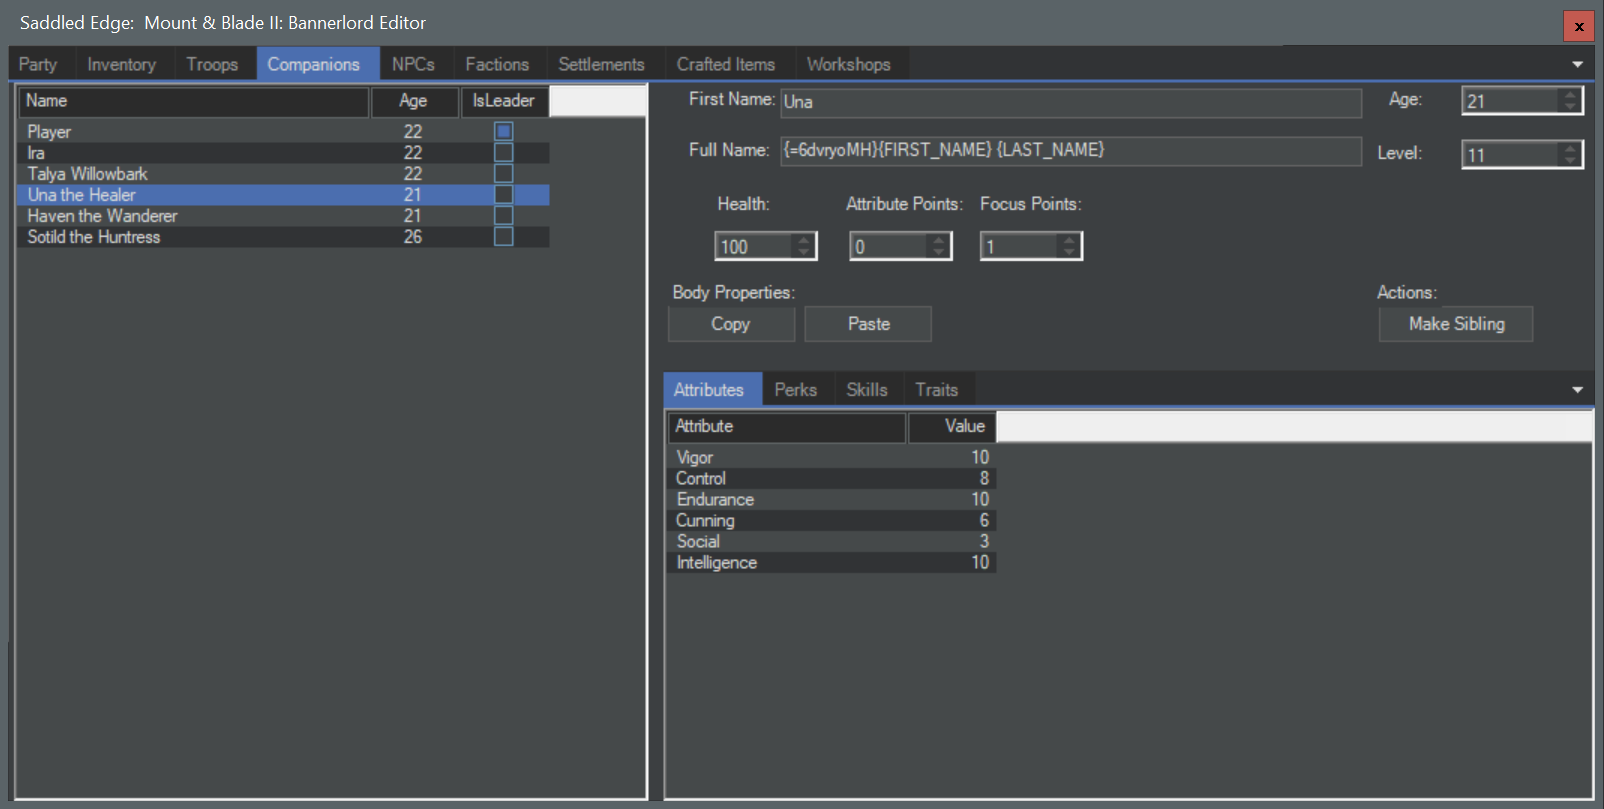 Saddled Edge:  Mount & Blade II: Bannerlord Editor
x
Party Inventory Troops Companions NPCs Factions Settlements Crafted Items Workshops
Name Age IsLeader
Player 22
Ira 22
Talya Willowbark 22
Una the Healer 21
Haven the Wanderer 21
Sotild the Huntress 26
First Name: Una Age: 21
Full Name: {=6dvryoMH}{FIRST_NAME} {LAST_NAME} Level: 11
Health: Attribute Points: Focus Points:
100 0 1
Body Properties: Actions:
Copy Paste Make Sibling
Attributes Perks Skills Traits
Attribute Value
Vigor 10
Control 8
Endurance 10
Cunning 6
Social 3
Intelligence 10